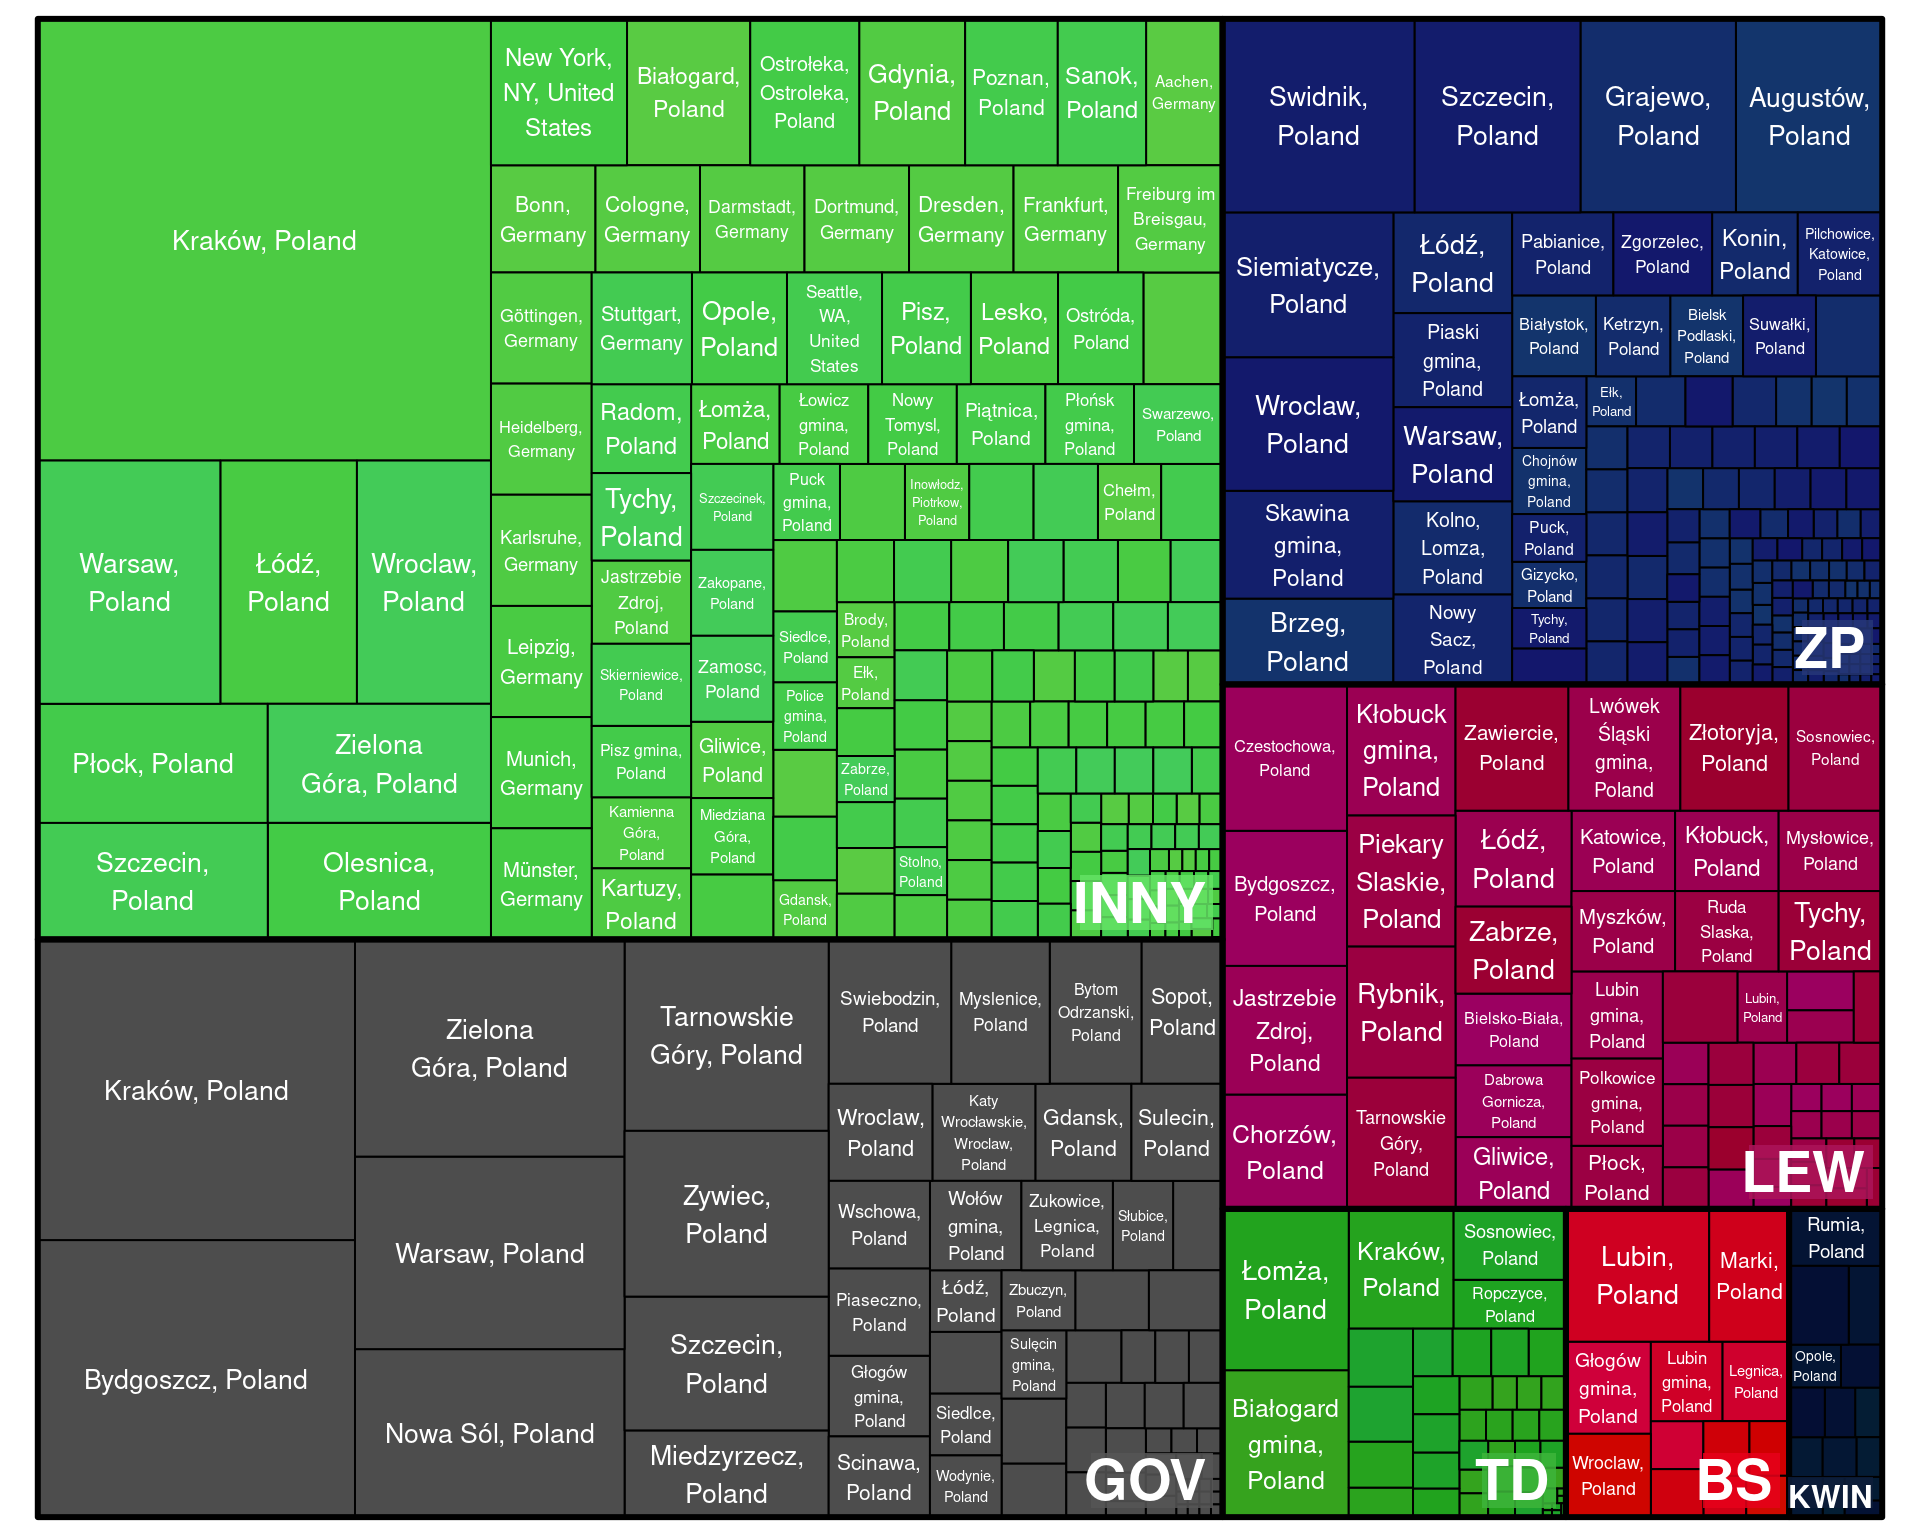 Kraków, Poland
New York,
NY, United
States
Białogard,
Poland
Ostrołeka,
Ostroleka,
Poland
Gdynia,
Poland
Poznan,
Poland
Sanok,
Poland
Aachen,
Germany
Bonn,
Germany
Cologne,
Germany
Darmstadt,
Germany
Dortmund,
Germany
Dresden,
Germany
Frankfurt,
Germany
Freiburg im
Breisgau,
Germany
Göttingen,
Germany
Stuttgart,
Germany
Opole,
Poland
Seattle,
WA,
United
States
Pisz,
Poland
Lesko,
Poland
Ostróda,
Poland
Heidelberg,
Germany
Radom,
Poland
Łomża,
Poland
Łowicz
gmina,
Poland
Nowy
Tomysl,
Poland
Piątnica,
Poland
Płońsk
gmina,
Poland
Swarzewo,
Poland
Warsaw,
Poland
Łódź,
Poland
Wroclaw,
Poland
Karlsruhe,
Germany
Tychy,
Poland
Szczecinek,
Poland
Puck
gmina,
Poland
Inowłodz,
Piotrkow,
Poland
Chełm,
Poland
Jastrzebie
Zdroj,
Poland
Zakopane,
Poland
Leipzig,
Germany
Skierniewice,
Poland
Zamosc,
Poland
Siedlce,
Poland
Brody,
Poland
Ełk,
Poland
Police
gmina,
Poland
Płock, Poland
Zielona
Góra, Poland
Munich,
Germany
Pisz gmina,
Poland
Gliwice,
Poland
Zabrze,
Poland
Kamienna
Góra,
Poland
Miedziana
Góra,
Poland
Szczecin,
Poland
Olesnica,
Poland
Münster,
Germany
Kartuzy,
Poland
Gdansk,
Poland
Stolno,
Poland
INNY
Swidnik,
Poland
Szczecin,
Poland
Grajewo,
Poland
Augustów,
Poland
Siemiatycze,
Poland
Łódź,
Poland
Pabianice,
Poland
Zgorzelec,
Poland
Konin,
Poland
Pilchowice,
Katowice,
Poland
Piaski
gmina,
Poland
Białystok,
Poland
Ketrzyn,
Poland
Bielsk
Podlaski,
Poland
Suwałki,
Poland
Wroclaw,
Poland
Warsaw,
Poland
Łomża,
Poland
Ełk,
Poland
Chojnów
gmina,
Poland
Skawina
gmina,
Poland
Kolno,
Lomza,
Poland
Puck,
Poland
Gizycko,
Poland
Brzeg,
Poland
Nowy
Sacz,
Poland
Tychy,
Poland
ZP
Czestochowa,
Poland
Kłobuck
gmina,
Poland
Zawiercie,
Poland
Lwówek
Śląski
gmina,
Poland
Złotoryja,
Poland
Sosnowiec,
Poland
Bydgoszcz,
Poland
Piekary
Slaskie,
Poland
Łódź,
Poland
Katowice,
Poland
Kłobuck,
Poland
Mysłowice,
Poland
Zabrze,
Poland
Myszków,
Poland
Ruda
Slaska,
Poland
Tychy,
Poland
Jastrzebie
Zdroj,
Poland
Rybnik,
Poland
Bielsko-Biała,
Poland
Lubin
gmina,
Poland
Lubin,
Poland
Chorzów,
Poland
Tarnowskie
Góry,
Poland
Dabrowa
Gornicza,
Poland
Polkowice
gmina,
Poland
Gliwice,
Poland
Płock,
Poland
LEW
Kraków, Poland
Zielona
Góra, Poland
Tarnowskie
Góry, Poland
Swiebodzin,
Poland
Myslenice,
Poland
Bytom
Odrzanski,
Poland
Sopot,
Poland
Wroclaw,
Poland
Katy
Wrocławskie,
Wroclaw,
Poland
Gdansk,
Poland
Sulecin,
Poland
Warsaw, Poland
Zywiec,
Poland
Wschowa,
Poland
Wołów
gmina,
Poland
Zukowice,
Legnica,
Poland
Słubice,
Poland
Bydgoszcz, Poland
Szczecin,
Poland
Piaseczno,
Poland
Łódź,
Poland
Zbuczyn,
Poland
Głogów
gmina,
Poland
Sulęcin
gmina,
Poland
Nowa Sól, Poland
Miedzyrzecz,
Poland
Siedlce,
Poland
Scinawa,
Poland
Wodynie,
Poland
GOV
Łomża,
Poland
Kraków,
Poland
Sosnowiec,
Poland
Ropczyce,
Poland
Białogard
gmina,
Poland
TD
Lubin,
Poland
Marki,
Poland
Głogów
gmina,
Poland
Lubin
gmina,
Poland
Legnica,
Poland
Wroclaw,
Poland
BS
Rumia,
Poland
Opole,
Poland
KWIN